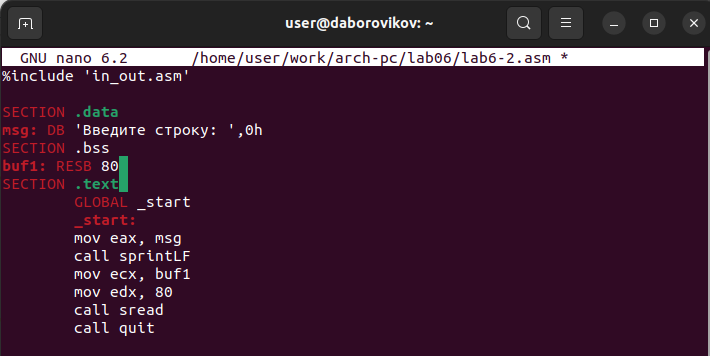 user@daborovikov: ~
GNU nano 6.2 /home/user/work/arch-pc/lab06/lab6-2.asm *
%include 'in_out.asm'
SECTION .data
msg: DB 'Введите строку: ',0h
SECTION .bss
buf1: RESB 80
SECTION .text
GLOBAL _start
_start:
mov eax, msg
call sprintLF
mov ecx, buf1
mov edx, 80
call sread
call quit